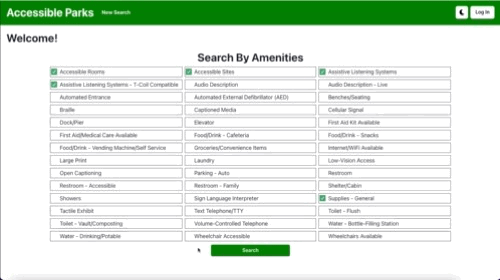 Accessible Parks New Search Log In
Welcome!
Search By Amenities
Accessible Rooms Accessible Sites Assistive Listening Systems
Assistive Listening Systems - T-Coil Compatible Audio Description Audio Description - Live
Automated Entrance Automated External Defibrillator (AED) Benches/Seating
Braille Captioned Media Cellular Signal
Dock/Pier Elevator First Aid Kit Available
First Aid/Medical Care Available Food/Drink - Cafeteria Food/Drink - Snacks
Food/Drink - Vending Machine/Self Service Groceries/Convenience Items Internet/WiFi Available
Large Print Laundry Low-Vision Access
Open Captioning Parking - Auto Restroom
Restroom - Accessible Restroom - Family Shelter/Cabin
Showers Sign Language Interpreter Supplies - General
Tactile Exhibit Text Telephone/TTY Toilet - Flush
Toilet - Vault/Composting Volume-Controlled Telephone Water - Bottle-Filling Station
Water - Drinking/Potable Wheelchair Accessible Wheelchairs Available
Search